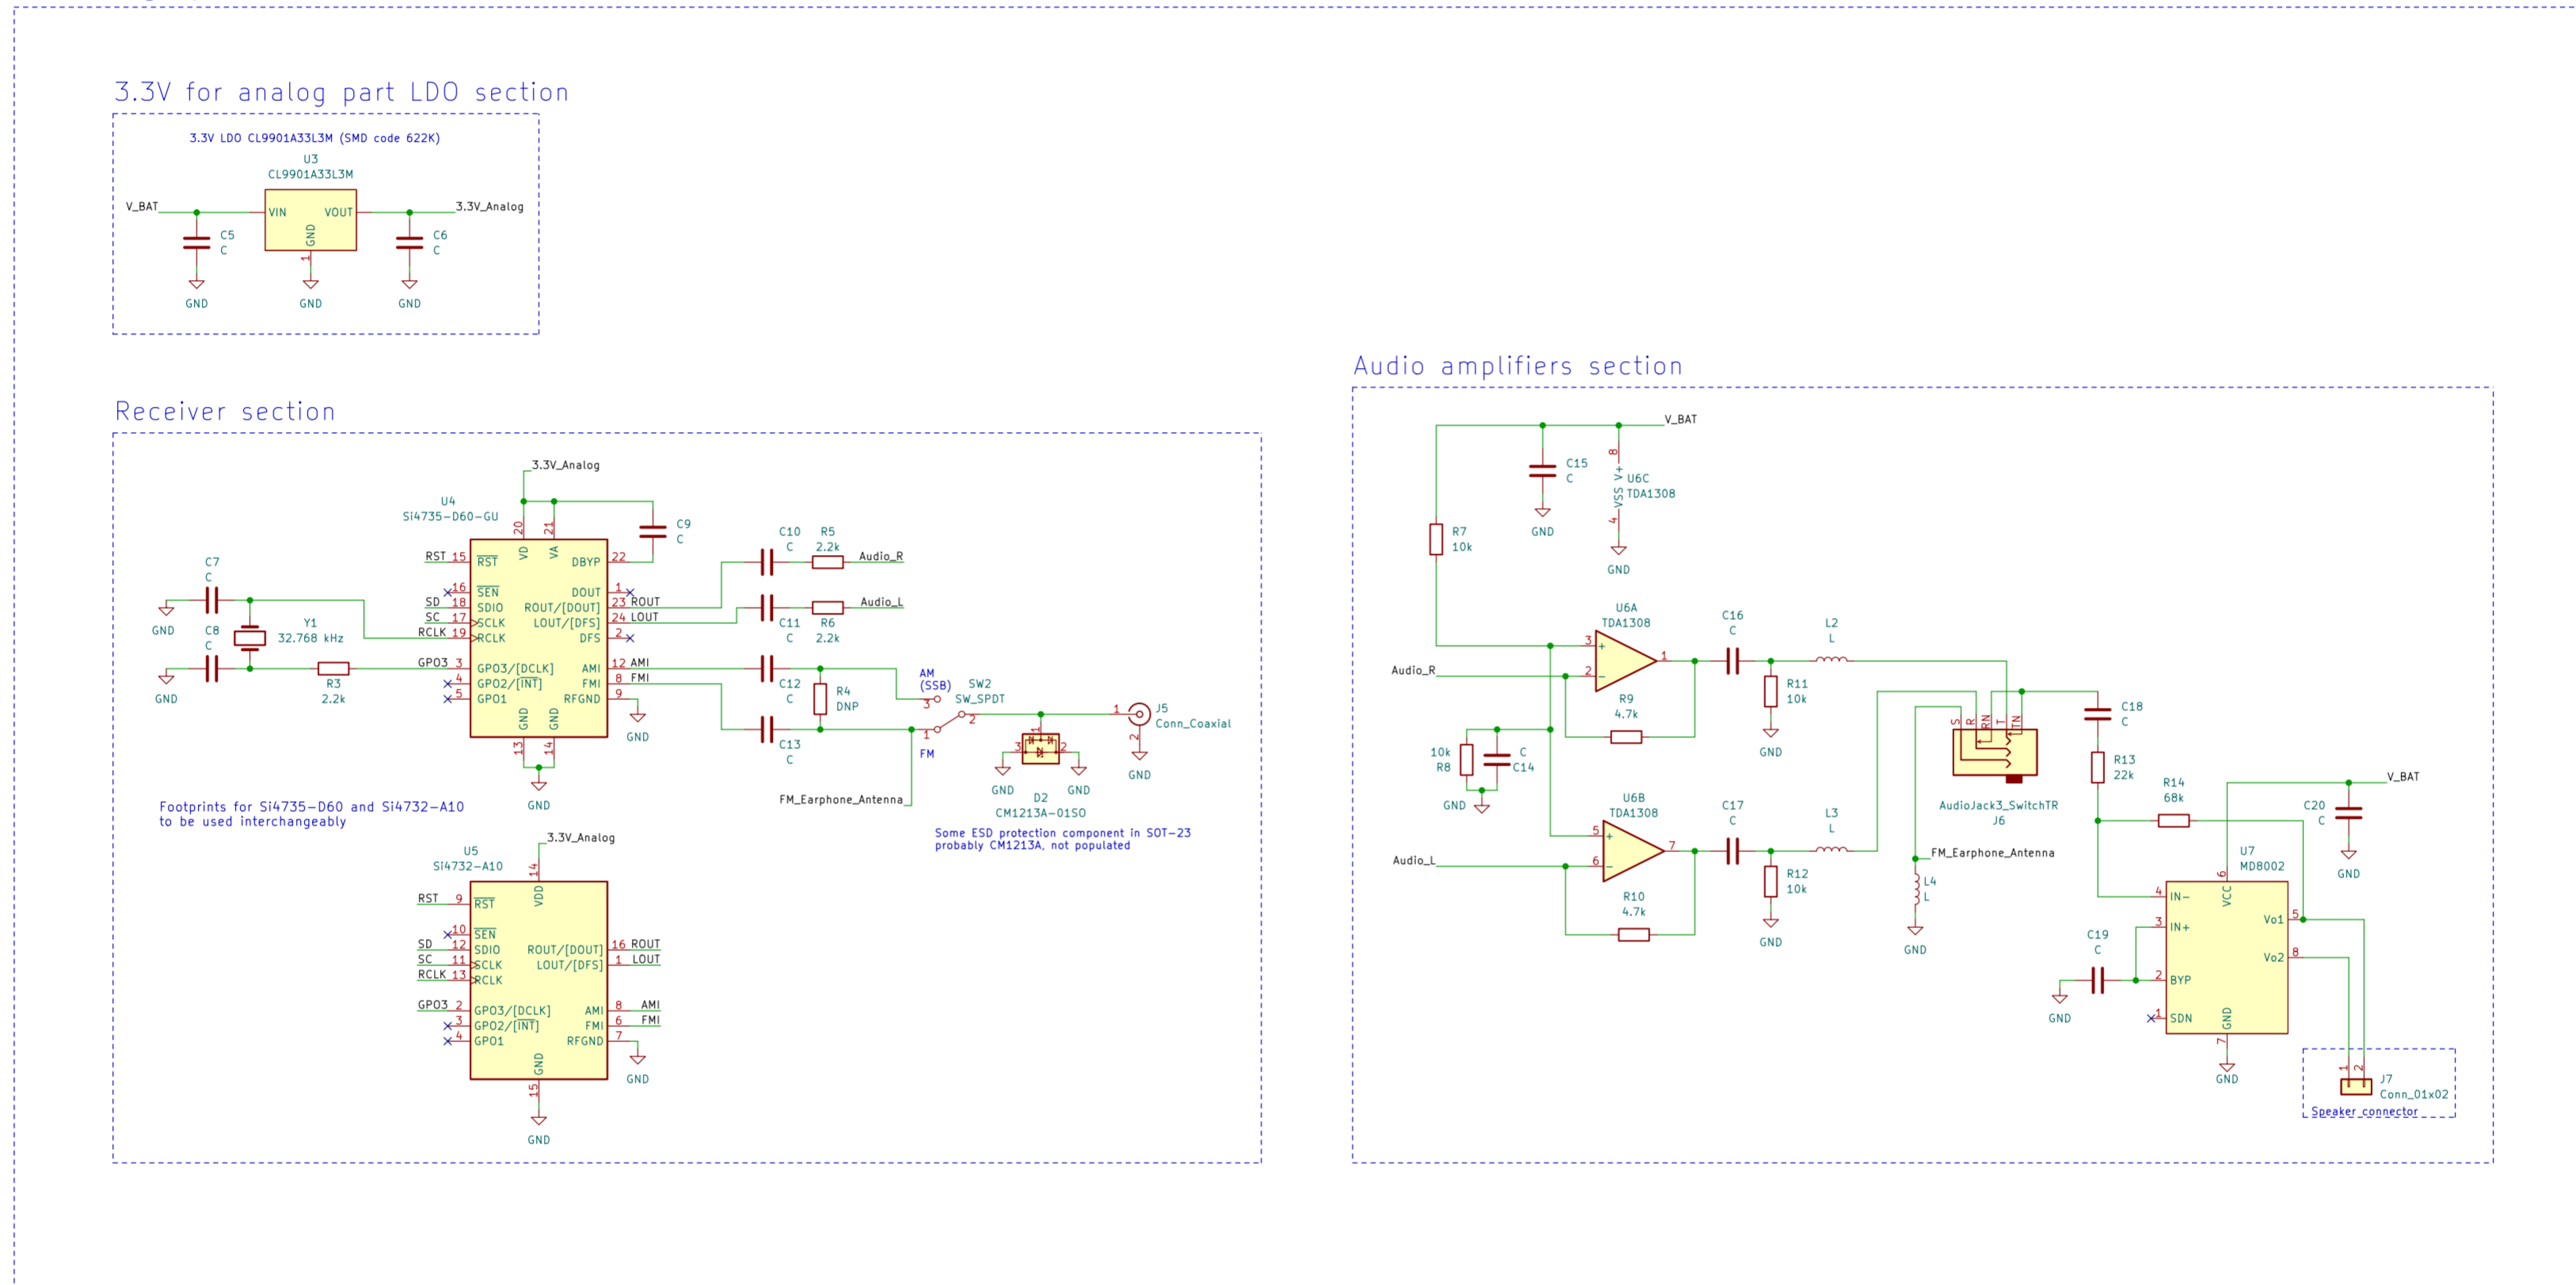 3.3V for analog part LDO section
3.3V LDO CL9901A33L3M (SMD code 622K)
U3
CL9901A33L3M
V_BAT
VIN
VOUT
3.3V_Analog
GND
1
C5
C
C6
C
GND
GND
GND
Receiver section
3.3V_Analog
U4
Si4735-D60-GU
20
21
VD
VA
C9
C
RST 15 RST
DBYP 22
16 SEN
DOUT 1
SD 18 SDIO
ROUT/[DOUT] 23 ROUT
SC 17 SCLK
LOUT/[DFS] 24 LOUT
RCLK 19 RCLK
DFS 2
GPO3 3 GPO3/[DCLK]
AMI 12 AMI
4 GPO2/[INT]
FMI 8 FMI
5 GPO1
RFGND 9
GND
GND
13
14
GND
GND
C7
C
GND
C8
C
GND
Y1
32.768 kHz
R3
2.2k
C10
C
R5
2.2k
Audio_R
C11
C
R6
2.2k
Audio_L
C12
C
R4
DNP
C13
C
AM
(SSB)
3
SW2
SW_SPDT
2
1
FM
FM_Earphone_Antenna
1
J5
Conn_Coaxial
2
GND
1
3
2
GND
GND
D2
CM1213A-01SO
Some ESD protection component in SOT-23
probably CM1213A, not populated
Footprints for Si4735-D60 and Si4732-A10
to be used interchangeably
3.3V_Analog
U5
Si4732-A10
14
VDD
RST 9 RST
10 SEN
SD 12 SDIO
ROUT/[DOUT] 16 ROUT
SC 11 SCLK
LOUT/[DFS] 1 LOUT
RCLK 13 RCLK
GPO3 2 GPO3/[DCLK]
AMI 8 AMI
3 GPO2/[INT]
FMI 6 FMI
4 GPO1
RFGND 7
GND
15
GND
GND
Audio amplifiers section
V_BAT
C15
C
GND
8
V+
VSS
4
U6C
TDA1308
GND
R7
10k
U6A
TDA1308
3
+
1
Audio_R
2
-
R9
4.7k
C16
C
R11
10k
GND
L2
L
10k
R8
C
C14
GND
U6B
TDA1308
5
+
7
Audio_L
6
-
R10
4.7k
C17
C
R12
10k
GND
L3
L
S
R
RN
T
TN
AudioJack3_SwitchTR
J6
FM_Earphone_Antenna
L4
L
GND
C18
C
R13
22k
R14
68k
V_BAT
C20
C
GND
U7
MD8002
6
VCC
4 IN-
3 IN+
Vo1 5
Vo2 8
2 BYP
1 SDN
GND
7
GND
C19
C
GND
1
2
J7
Conn_01x02
Speaker connector